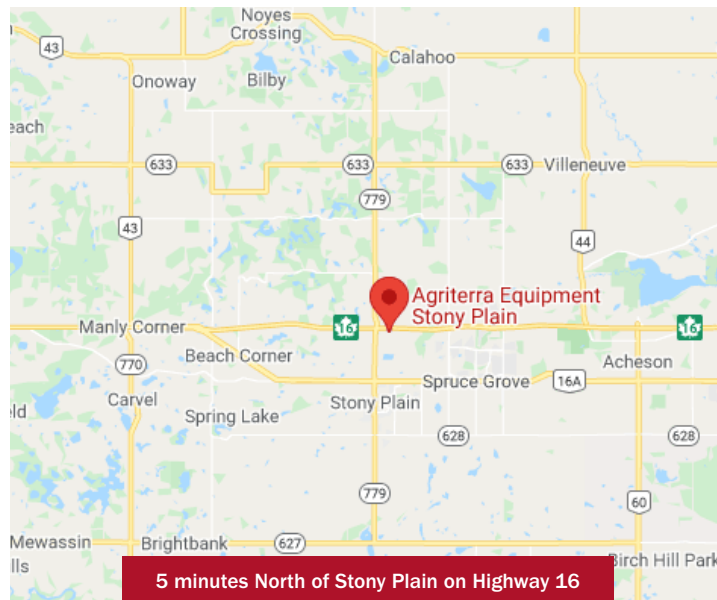 Noyes
Crossing
43
Calahoo
Onoway
Bilby
each
633
633
633
Villeneuve
779
43
44
Agriterra Equipment
Stony Plain
Manly Corner
16
16
Beach Corner
770
Acheson
Spruce Grove
16A
Carvel
Stony Plain
eld
Spring Lake
628
628
779
60
Mewassin
Brightbank
627
Birch Hill Park
lls
5 minutes North of Stony Plain on Highway 16